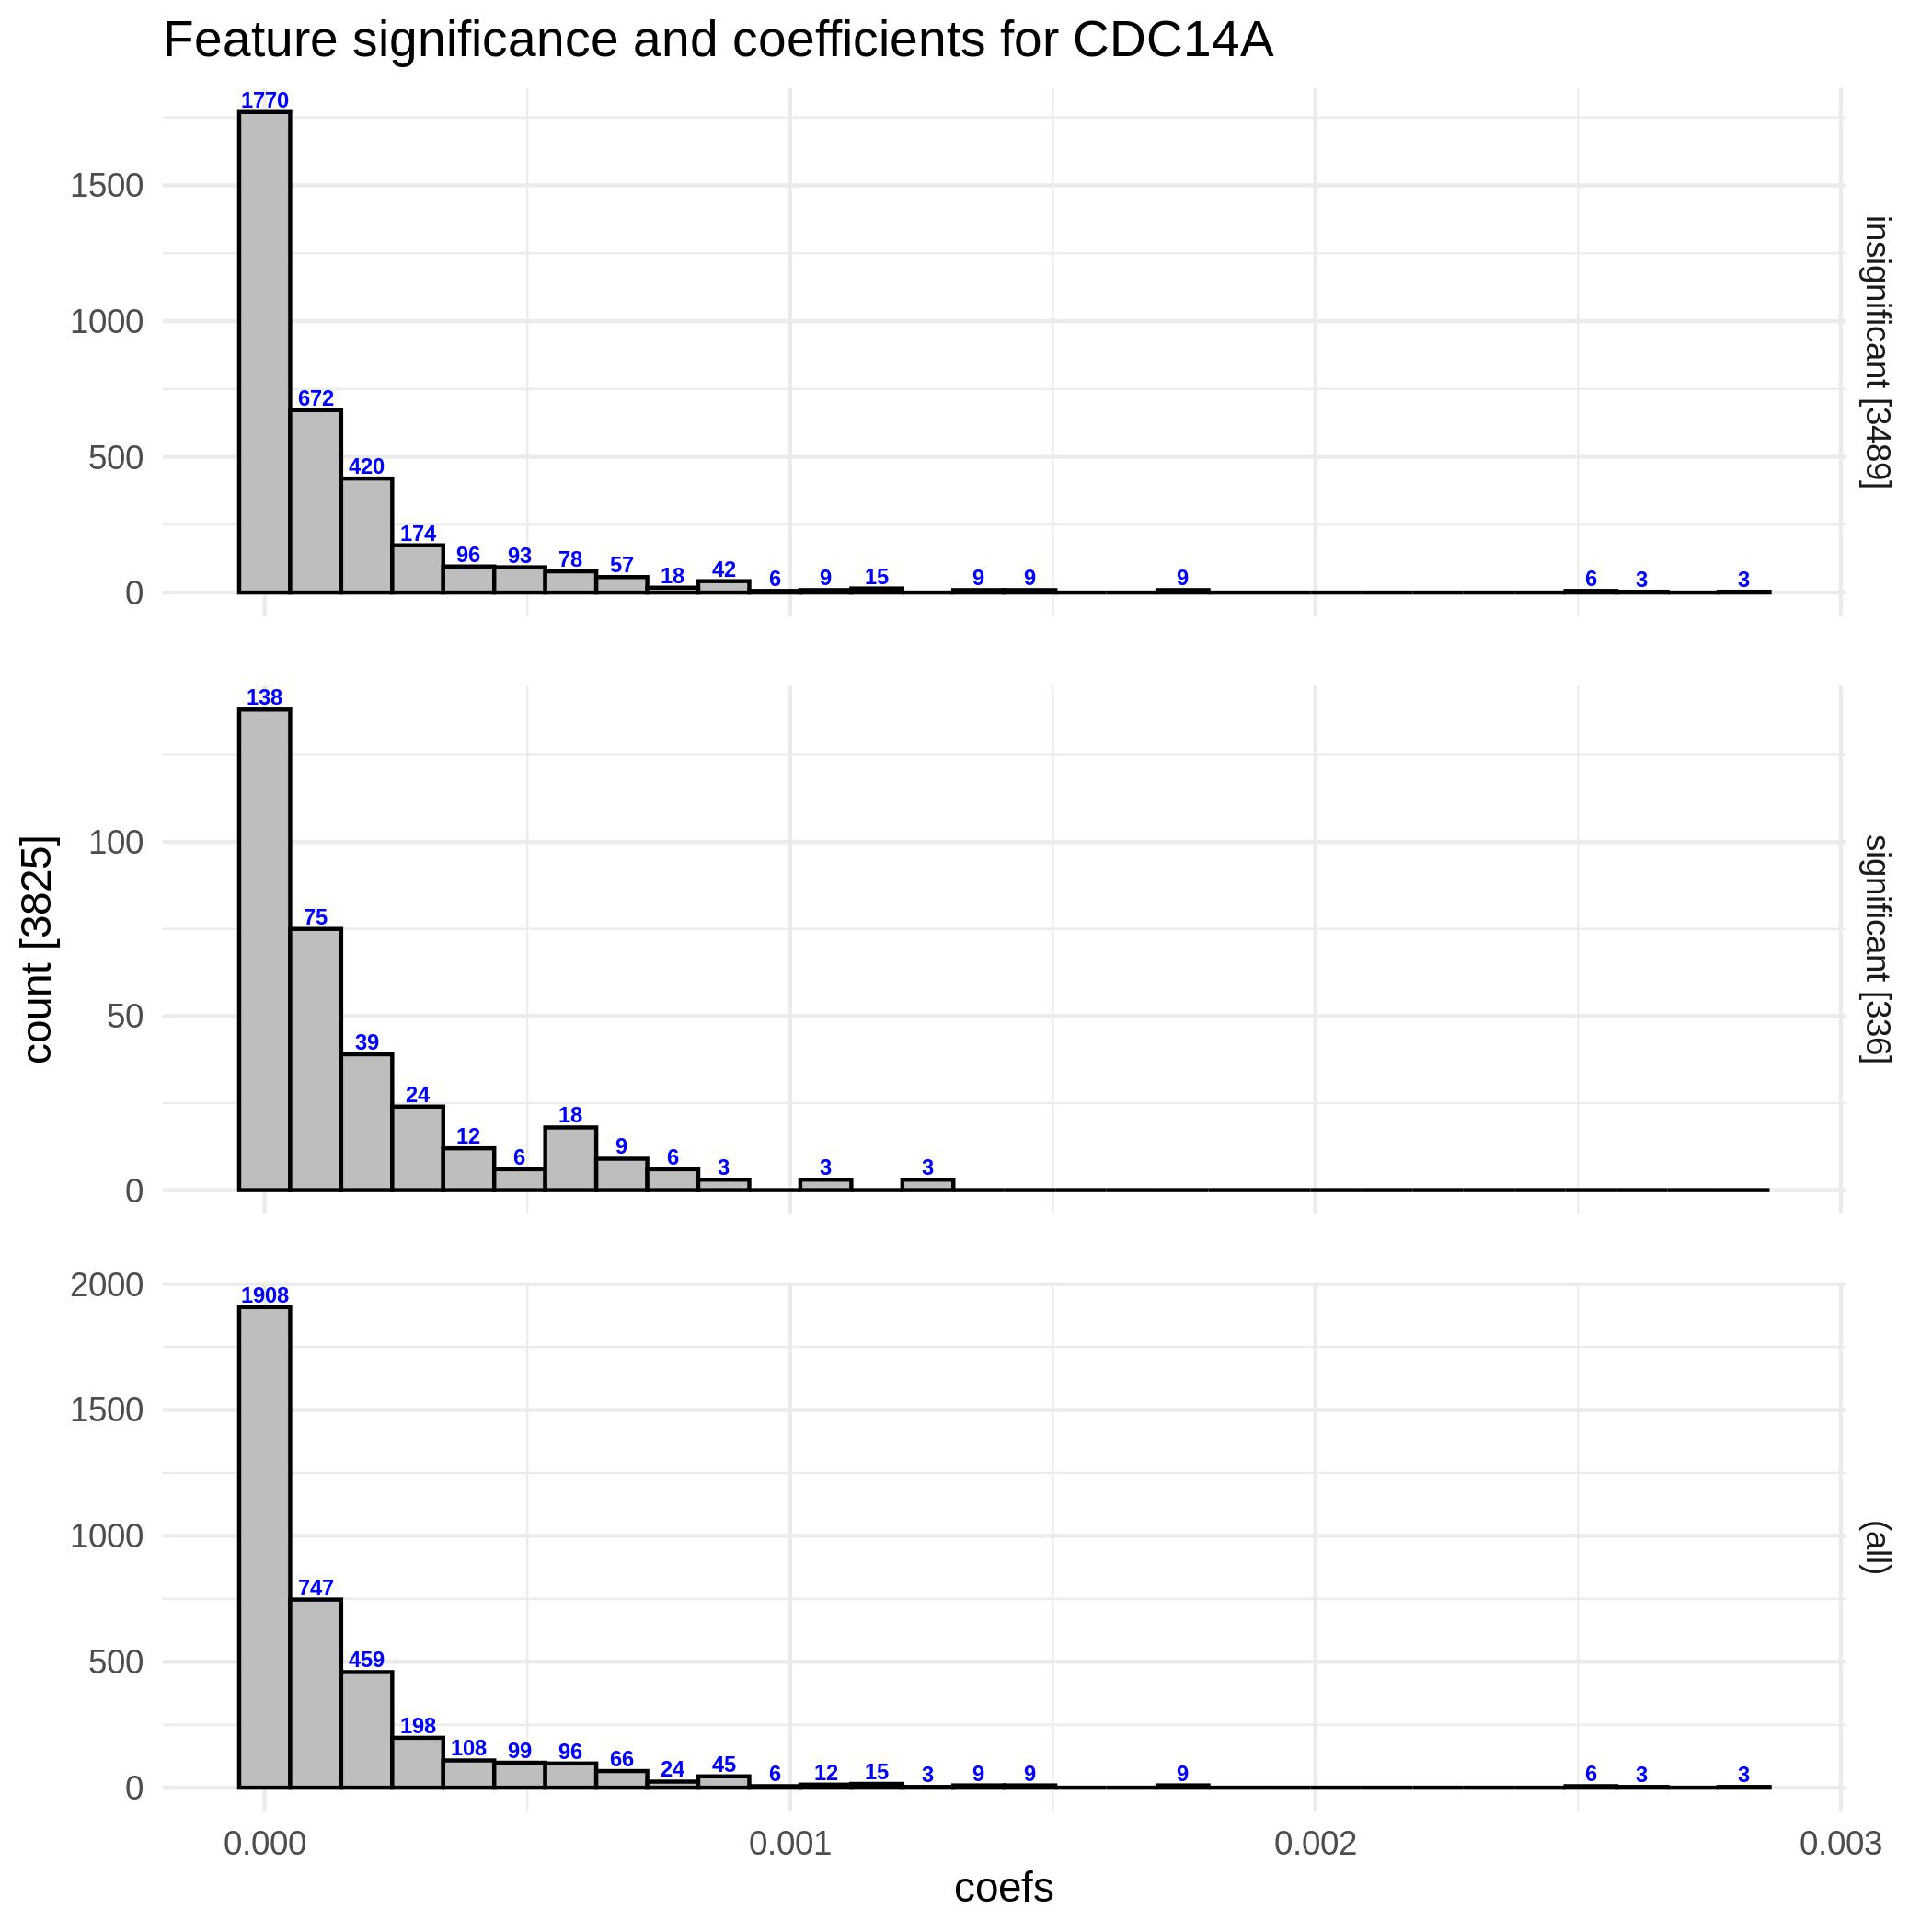 Feature significance and coefficients for CDC14A
1770
1500
1000
672
500
420
174
96 93 78 57 18 42 6 9 15 9 9 9 6 3 3
0
insignificant [3489]
138
100
75
50
39
24
12 6 18 9 6 3 3 3
0
significant [336]
count [3825]
2000
1908
1500
1000
747
500
459
198
108 99 96 66 24 45 6 12 15 3 9 9 9 6 3 3
0
(all)
0.000 0.001 0.002 0.003
coefs